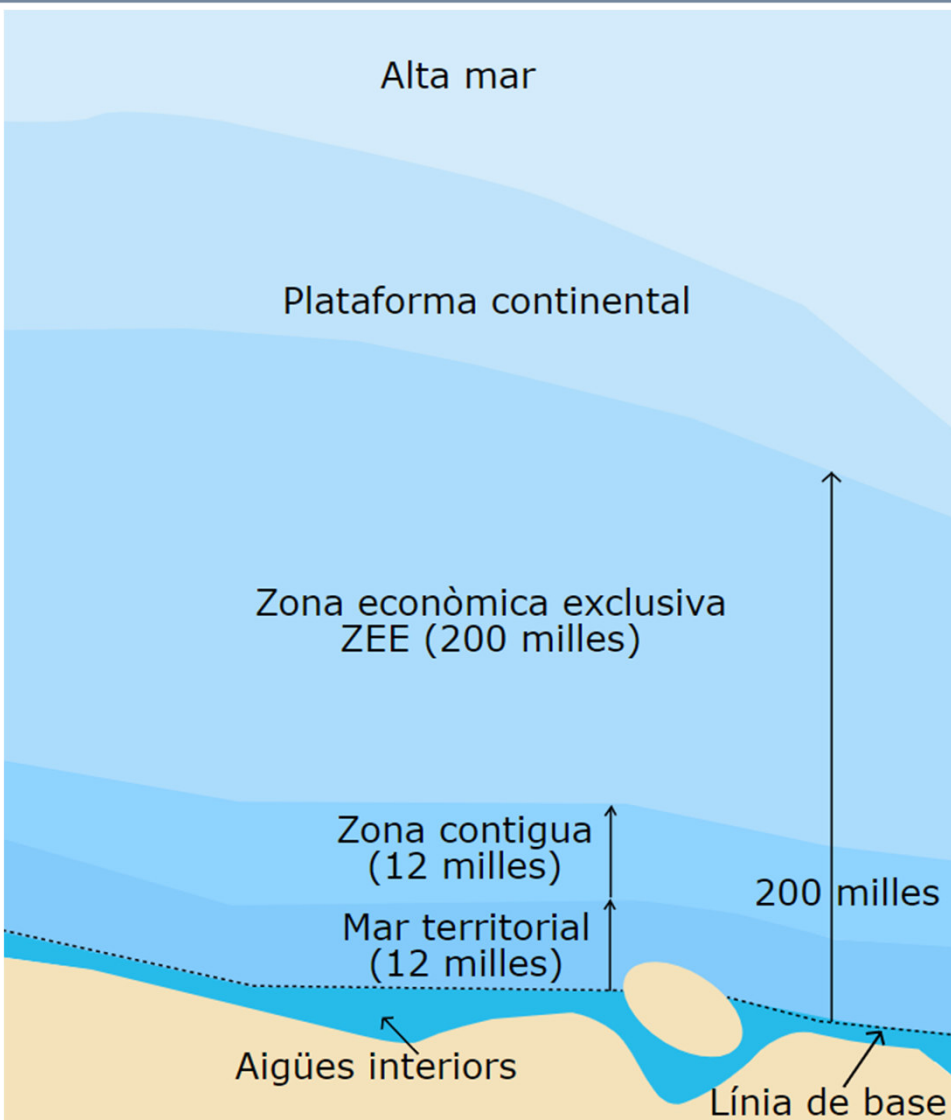 Alta mar
Plataforma continental
Zona econòmica exclusiva
ZEE (200 milles)
Zona contigua
(12 milles)
200 milles
Mar territorial
(12 milles)
Aigües interiors
Línia de base